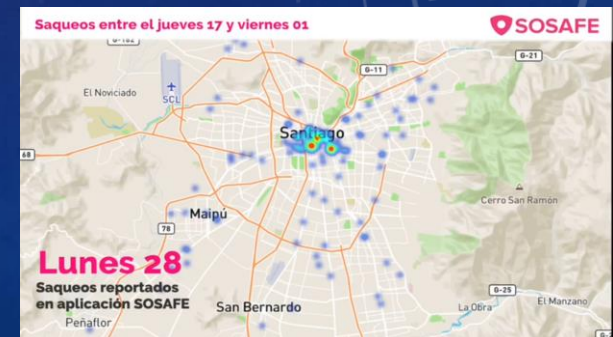 Saqueos entre el jueves 17 y viernes 01
SOSAFE
G-21
G-11
El Noviciado
SCL
Santiago
68
Cerro San Ramón
Maipú
78
Lunes 28
Saqueos reportados
en aplicación SOSAFE
G-25
San Bernardo
La Obra
El Manzano
Peñaflor